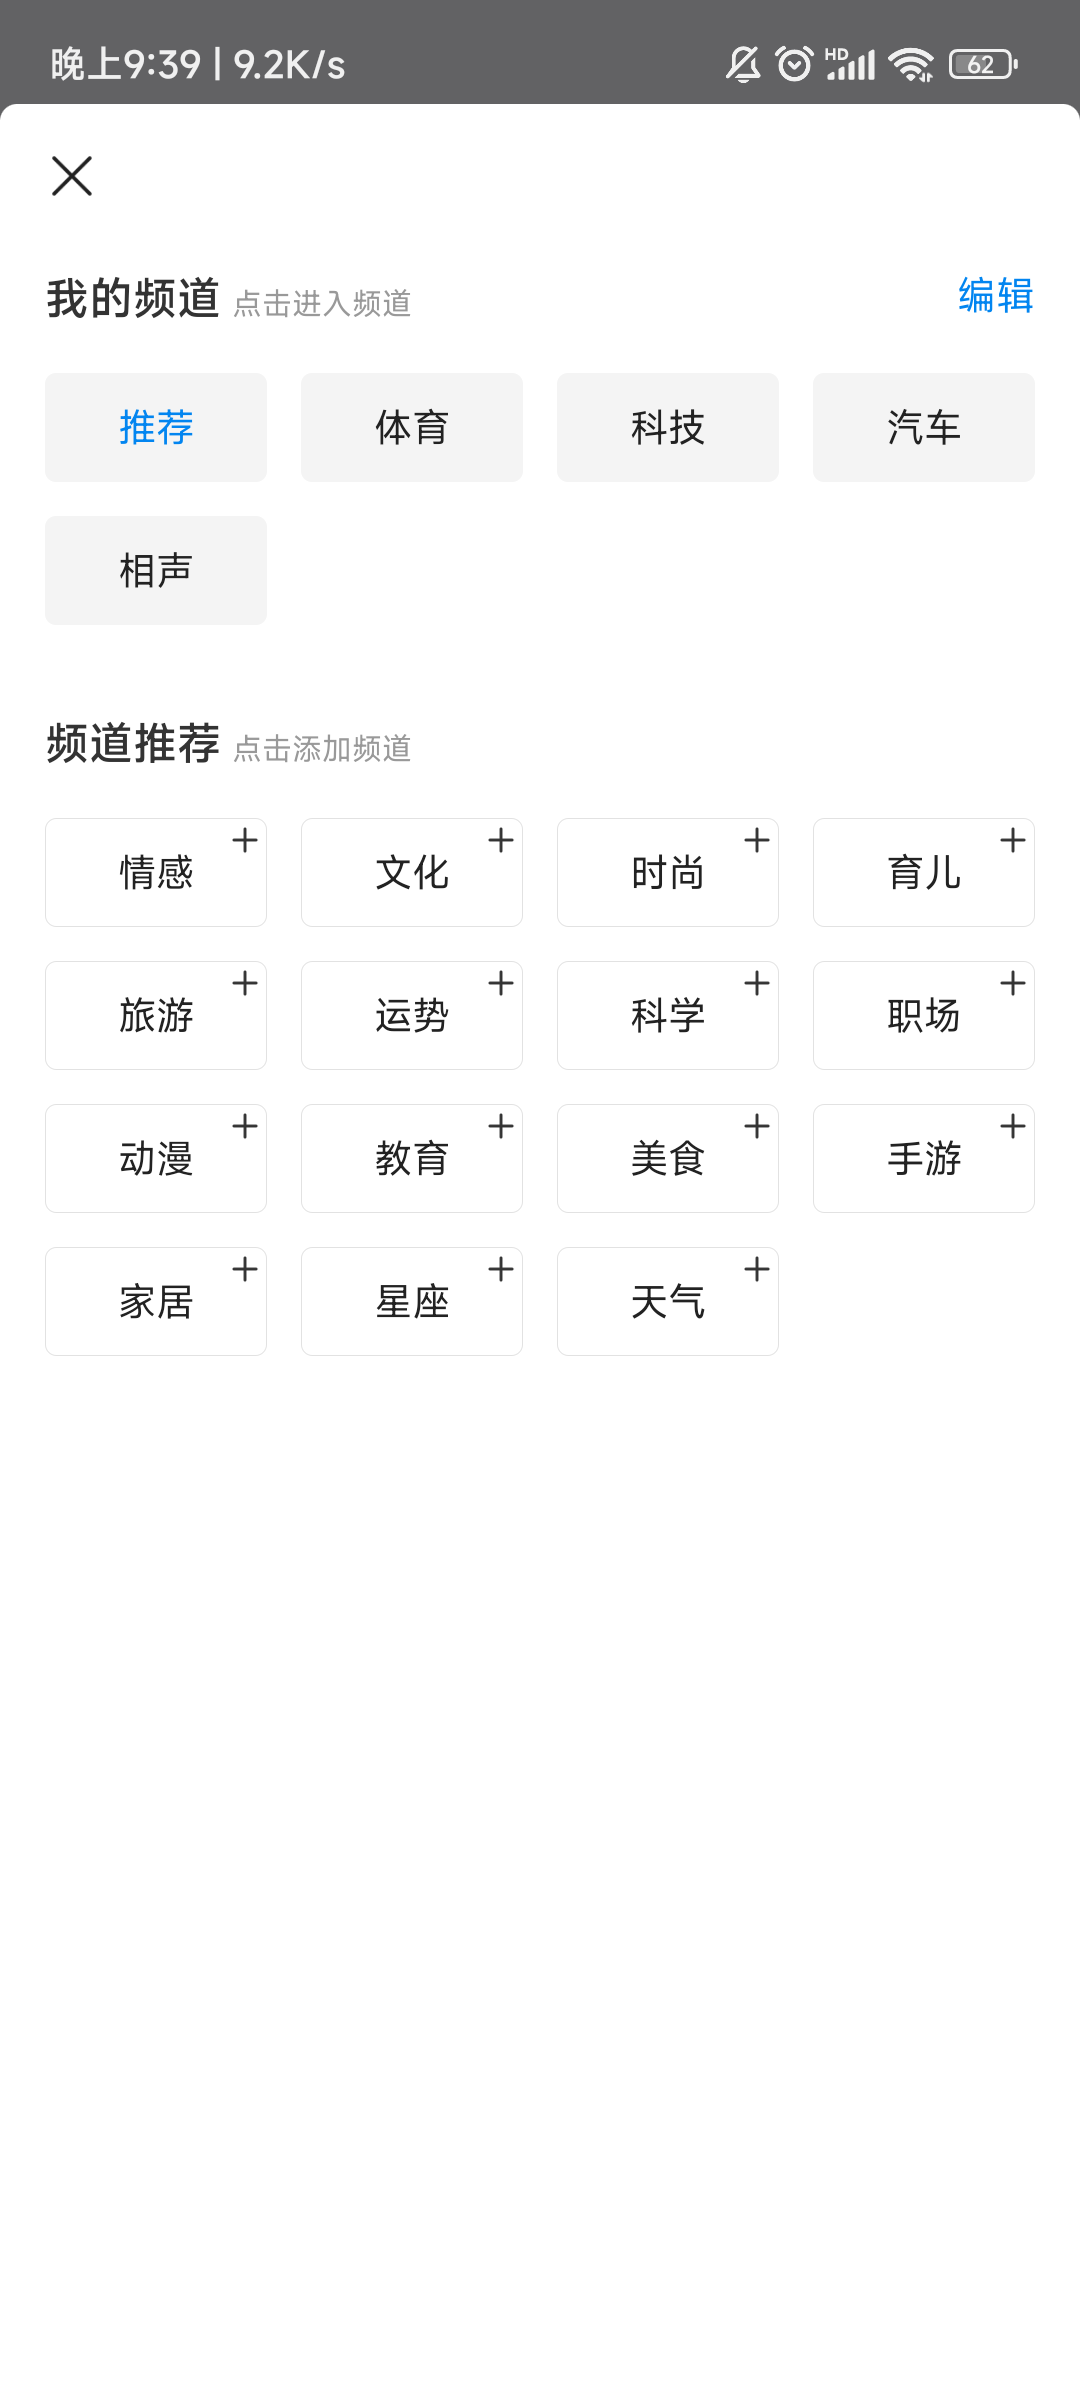 晚上9:39 | 9.2K/s HD 62
我的频道 点击进入频道 编辑
推荐 体育 科技 汽车
相声
频道推荐 点击添加频道
情感 文化 时尚 育儿
旅游 运势 科学 职场
动漫 教育 美食 手游
家居 星座 天气